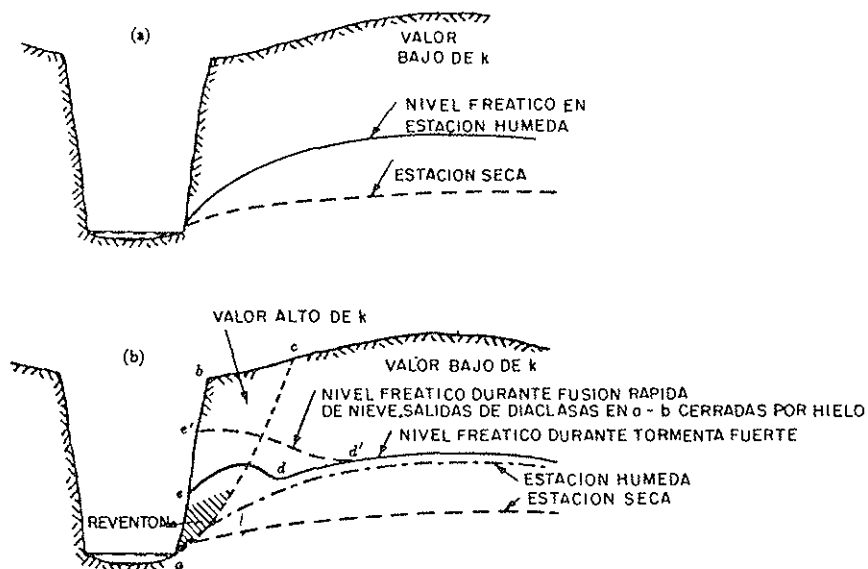 (a)
VALOR
BAJO DE k
NIVEL FREATICO EN
ESTACION HUMEDA
ESTACION SECA
VALOR ALTO DE k
(b)
c
b
VALOR BAJO DE k
NIVEL FREATICO DURANTE FUSION RAPIDA
DE NIEVE, SALIDAS DE DIACLASAS EN a - b CERRADAS POR HIELO
e'
NIVEL FREATICO DURANTE TORMENTA FUERTE
d'
d
e
ESTACION HUMEDA
ESTACION SECA
REVENTON
a